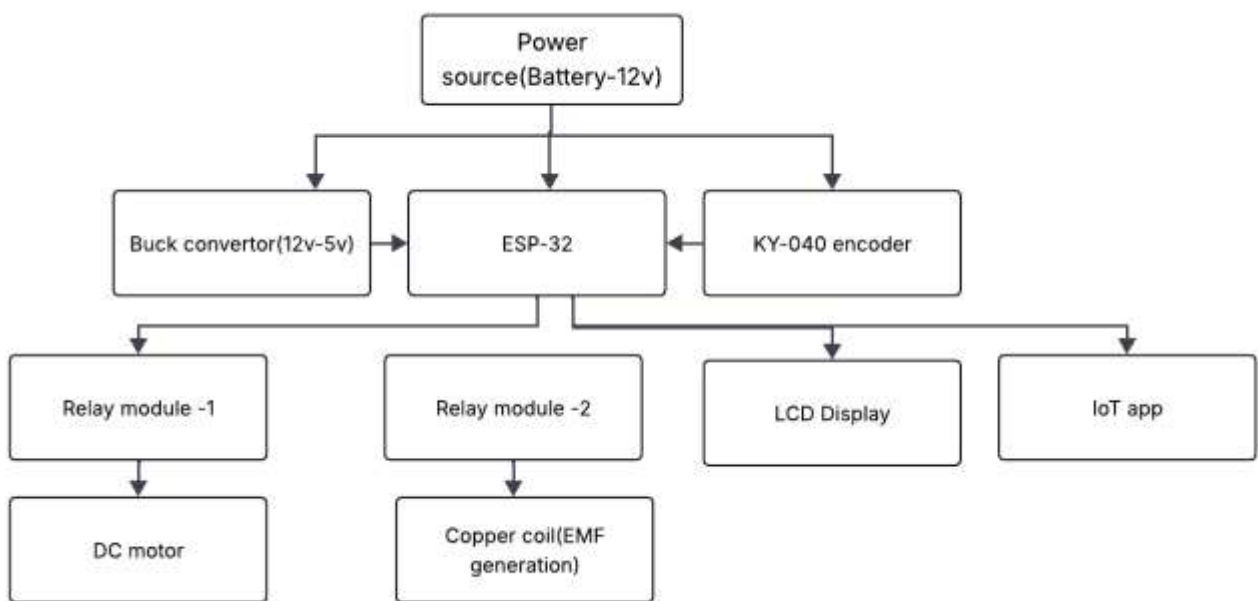 Power
source(Battery-12v)
Buck convertor(12v-5v)
ESP-32
KY-040 encoder
Relay module -1
Relay module -2
LCD Display
IoT app
DC motor
Copper coil(EMF
generation)